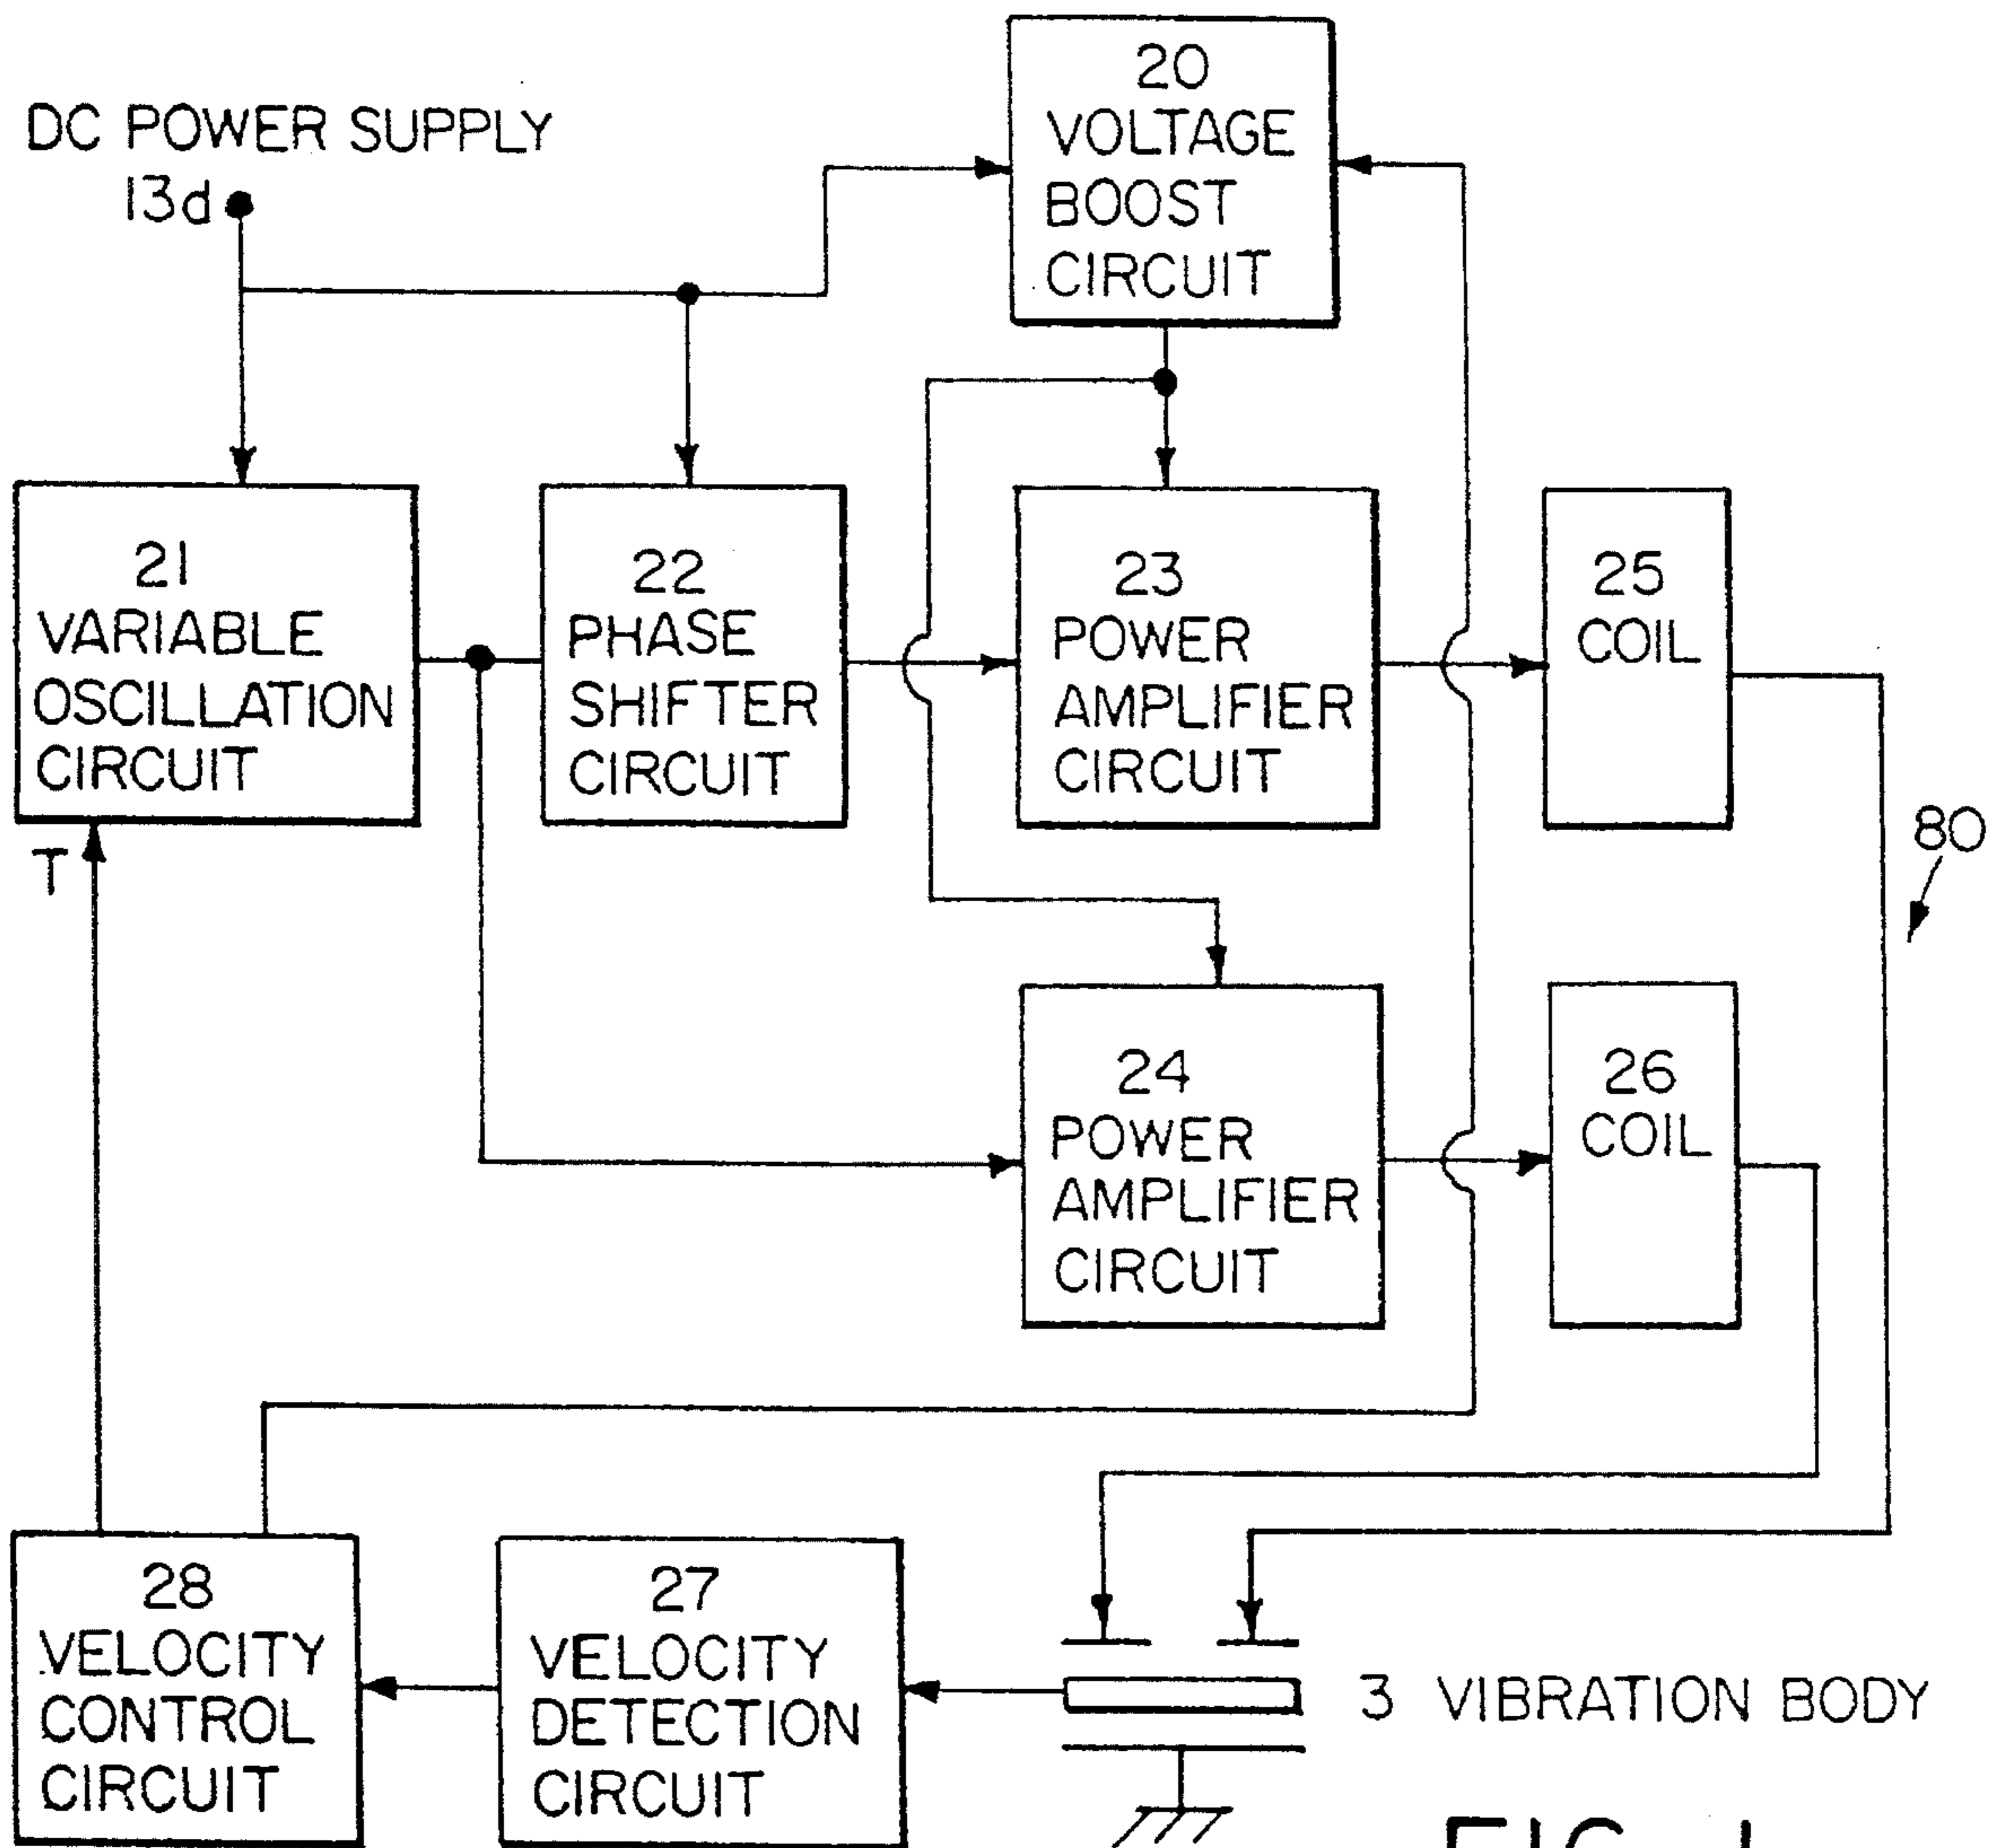 DC POWER SUPPLY
13d
20
VOLTAGE
BOOST
CIRCUIT
21
VARIABLE
OSCILLATION
CIRCUIT
T
22
PHASE
SHIFTER
CIRCUIT
23
POWER
AMPLIFIER
CIRCUIT
25
COIL
80
24
POWER
AMPLIFIER
CIRCUIT
26
COIL
28
VELOCITY
CONTROL
CIRCUIT
27
VELOCITY
DETECTION
CIRCUIT
3 VIBRATION BODY